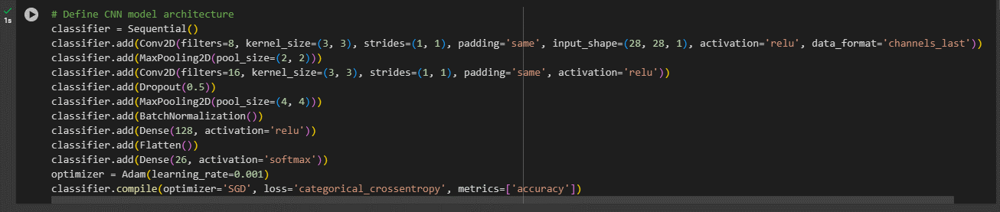 # Define CNN model architecture
classifier = Sequential()
classifier.add(Conv2D(filters=8, kernel_size=(3, 3), strides=(1, 1), padding='same', input_shape=(28, 28, 1), activation='relu', data_format='channels_last'))
classifier.add(MaxPooling2D(pool_size=(2, 2)))
classifier.add(Conv2D(filters=16, kernel_size=(3, 3), strides=(1, 1), padding='same', activation='relu'))
classifier.add(Dropout(0.5))
classifier.add(MaxPooling2D(pool_size=(4, 4)))
classifier.add(BatchNormalization())
classifier.add(Dense(128, activation='relu'))
classifier.add(Flatten())
classifier.add(Dense(26, activation='softmax'))
optimizer = Adam(learning_rate=0.001)
classifier.compile(optimizer='SGD', loss='categorical_crossentropy', metrics=['accuracy'])
1s